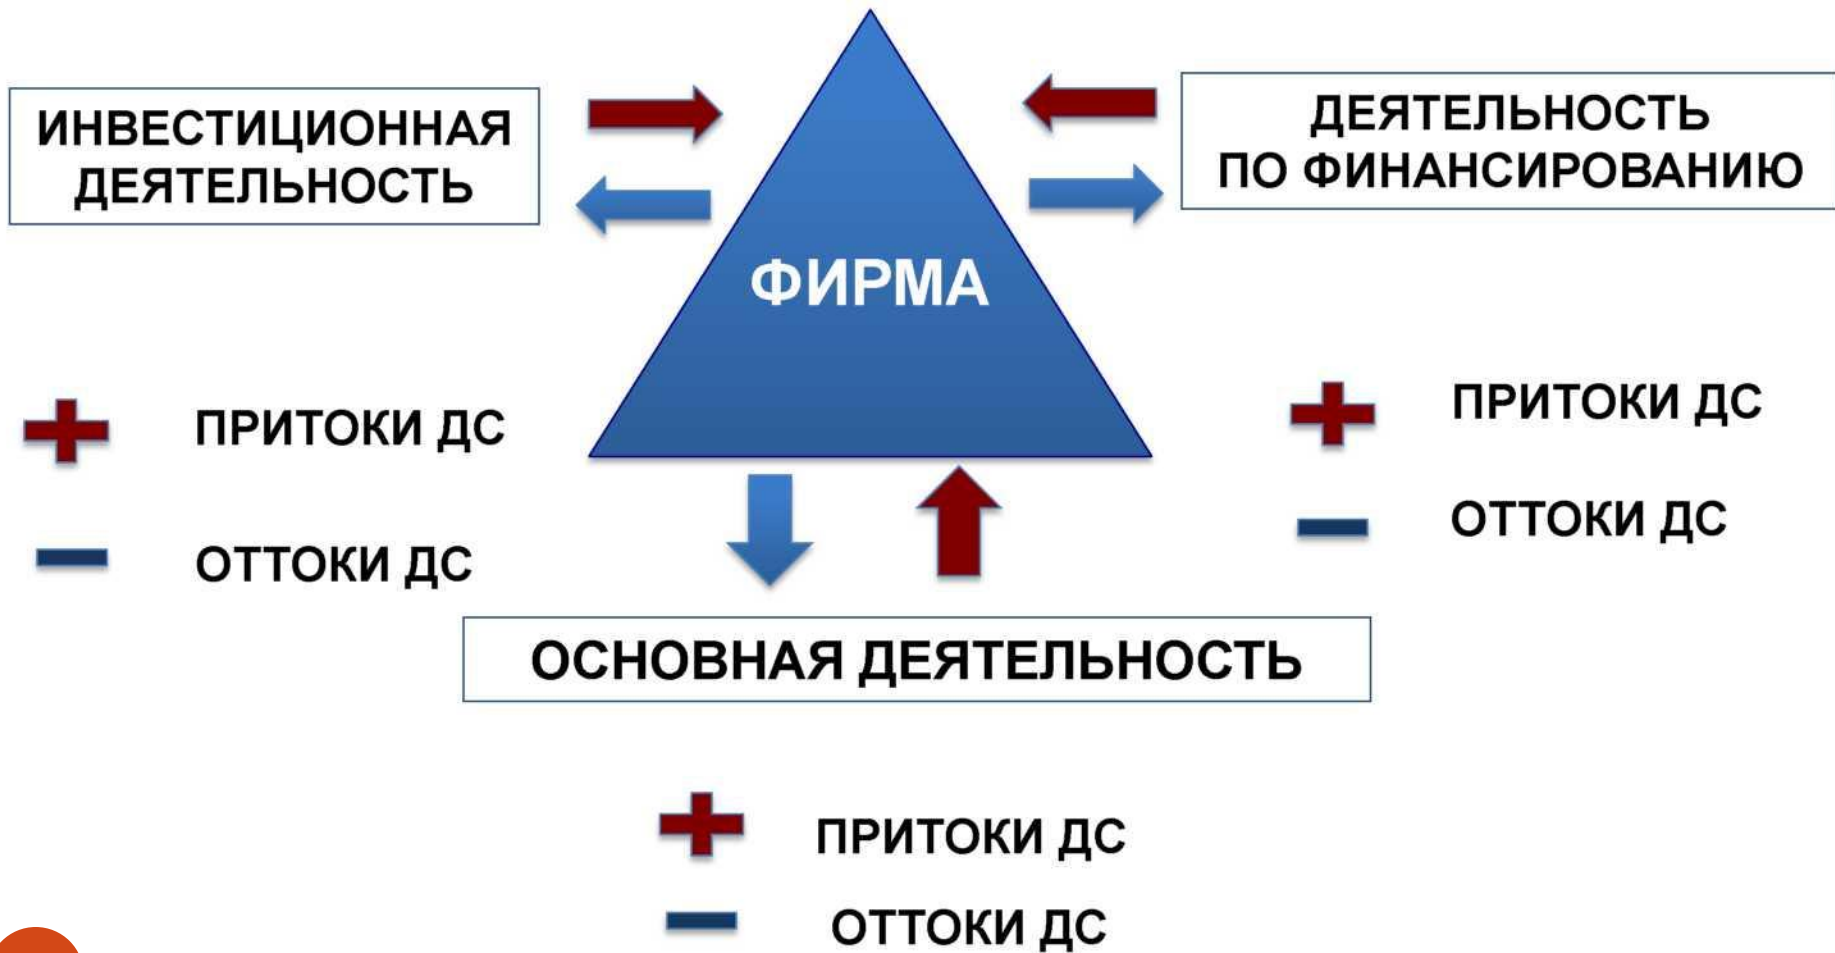 ИНВЕСТИЦИОННАЯ
ДЕЯТЕЛЬНОСТЬ
ДЕЯТЕЛЬНОСТЬ
ПО ФИНАНСИРОВАНИЮ
ФИРМА
ПРИТОКИ ДС
ОТТОКИ ДС
ПРИТОКИ ДС
ОТТОКИ ДС
ОСНОВНАЯ ДЕЯТЕЛЬНОСТЬ
ПРИТОКИ ДС
ОТТОКИ ДС